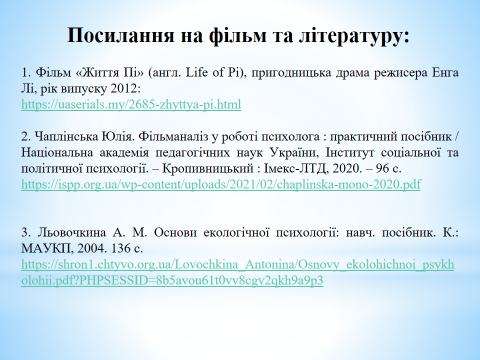 Посилання на фільм та літературу:
1. Фільм «Життя Пі» (англ. Life of Pi), пригодницька драма режисера Енга
Лі, рік випуску 2012:
https://uaserials.my/2685-zhyttya-pi.html
2. Чаплінська Юлія. Фільманаліз у роботі психолога : практичний посібник /
Національна академія педагогічних наук України, Інститут соціальної та
політичної психології. – Кропивницький : Імекс-ЛТД, 2020. – 96 с.
https://ispp.org.ua/wp-content/uploads/2021/02/chaplinska-mono-2020.pdf
3. Льовочкина А. М. Основи екологічної психології: навч. посібник. К.:
МАУКП, 2004. 136 с.
https://shron1.chtyvo.org.ua/Lovochkina_Antonina/Osnovy_ekolohichnoi_psykh
olohii.pdf?PHPSESSID=8b5avou61t0vv8cgv2qkh9a9p3